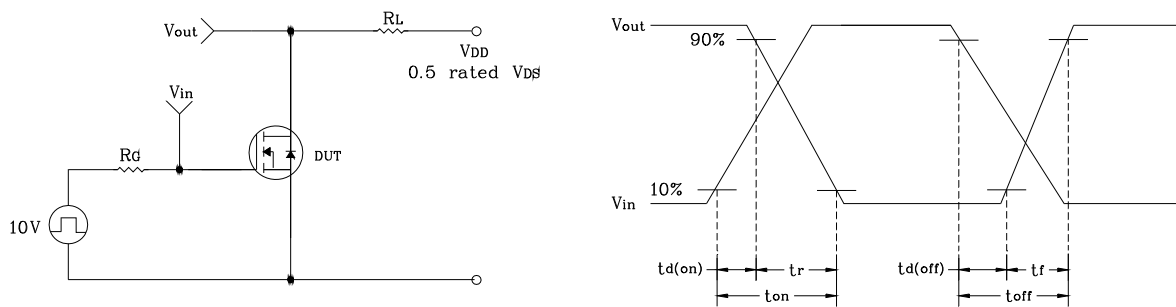 Vout
RL
VDD
0.5 rated VDS
Vin
RG
DUT
10V
Vout
90%
10%
Vin
td(on)
tr
td(off)
tf
ton
toff